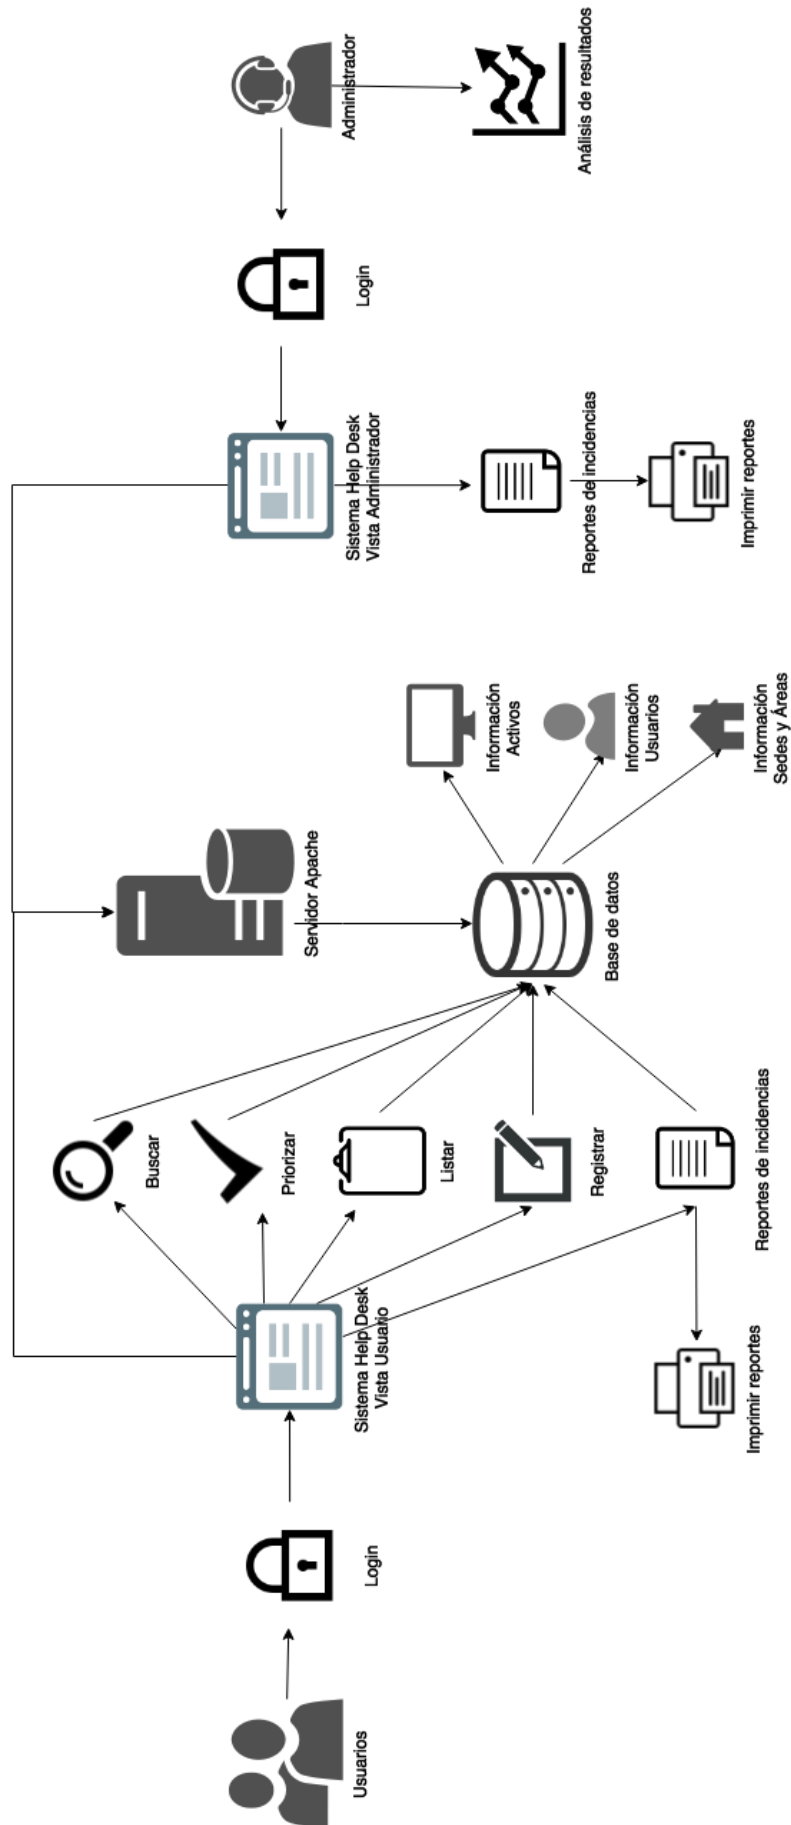 Usuarios
Login
Sistema Help Desk
Vista Usuario
Buscar
Priorizar
Listar
Registrar
Reportes de incidencias
Imprimir reportes
Servidor Apache
Base de datos
Información
Activos
Información
Usuarios
Información
Sedes y Áreas
Sistema Help Desk
Vista Administrador
Reportes de incidencias
Imprimir reportes
Login
Administrador
Análisis de resultados